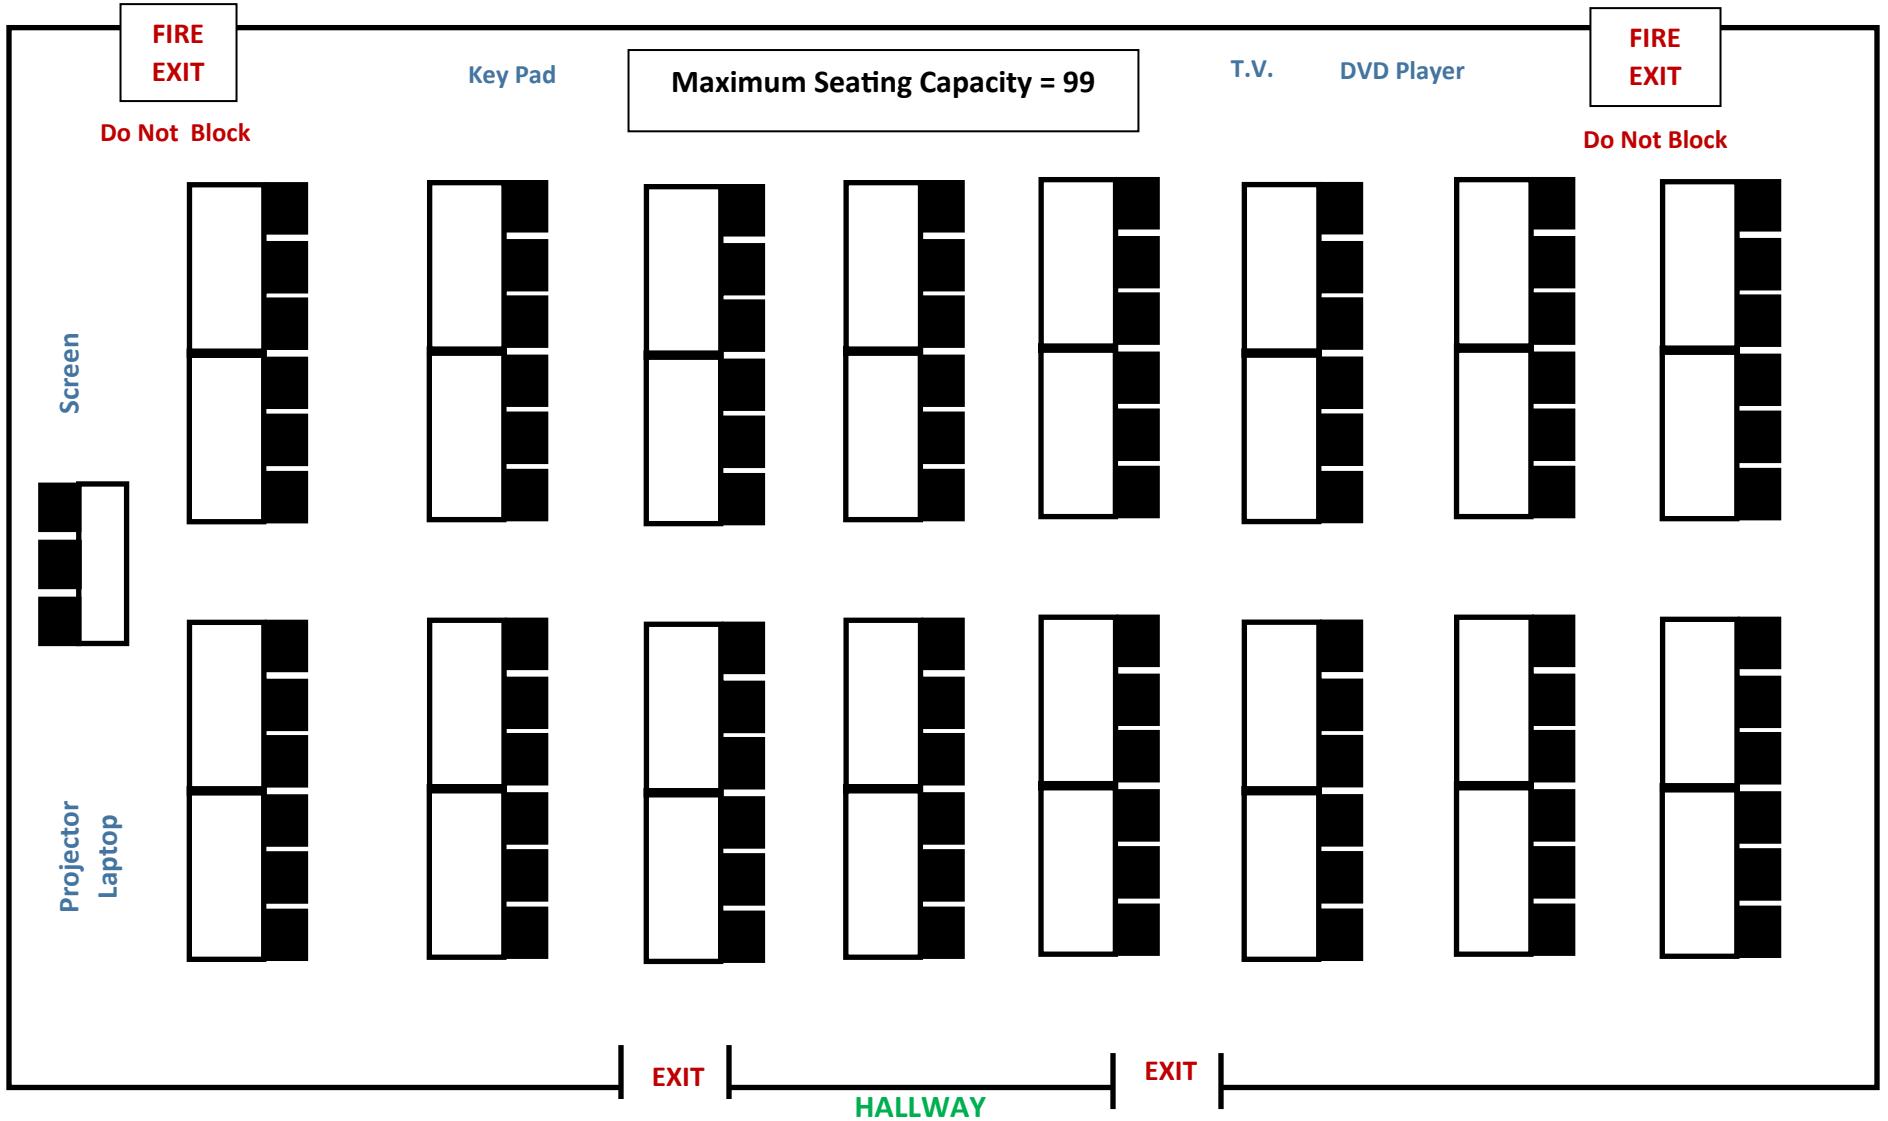 FIRE
EXIT
Do Not  Block
Key Pad
Maximum Seating Capacity = 99
T.V.
DVD Player
FIRE
EXIT
Do Not Block
Screen
Projector
Laptop
EXIT
EXIT
HALLWAY